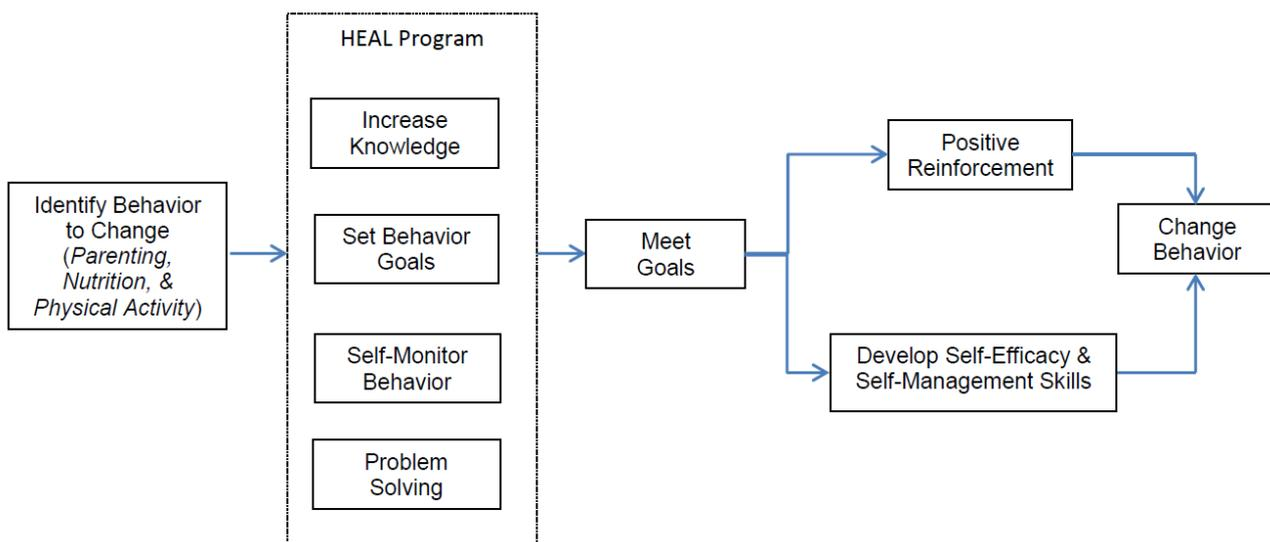 HEAL Program
Increase
Knowledge
Identify Behavior
to Change
(Parenting,
Nutrition, &
Physical Activity)
Set Behavior
Goals
Self-Monitor
Behavior
Problem
Solving
Meet
Goals
Positive
Reinforcement
Develop Self-Efficacy &
Self-Management Skills
Change
Behavior